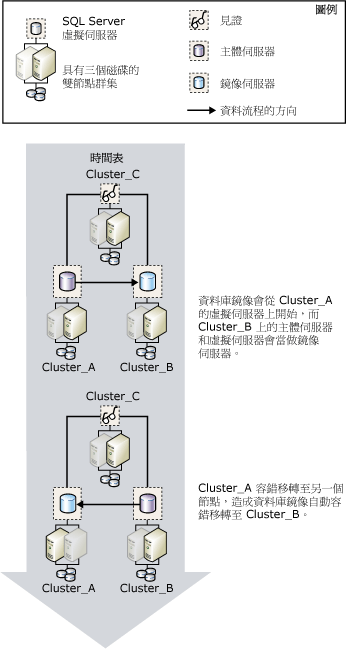 圖例
SQL Server
虛擬伺服器
具有三個磁碟的
雙節點群集
見證
主體伺服器
鏡像伺服器
資料流程的方向
時間表
Cluster_C
Cluster_A
Cluster_B
資料庫鏡像會從 Cluster_A
的虛擬伺服器上開始，而
Cluster_B 上的主體伺服器
和虛擬伺服器會當做鏡像
伺服器。
Cluster_C
Cluster_A
Cluster_B
Cluster_A 容錯移轉至另一個
節點，造成資料庫鏡像自動容
錯移轉至 Cluster_B。